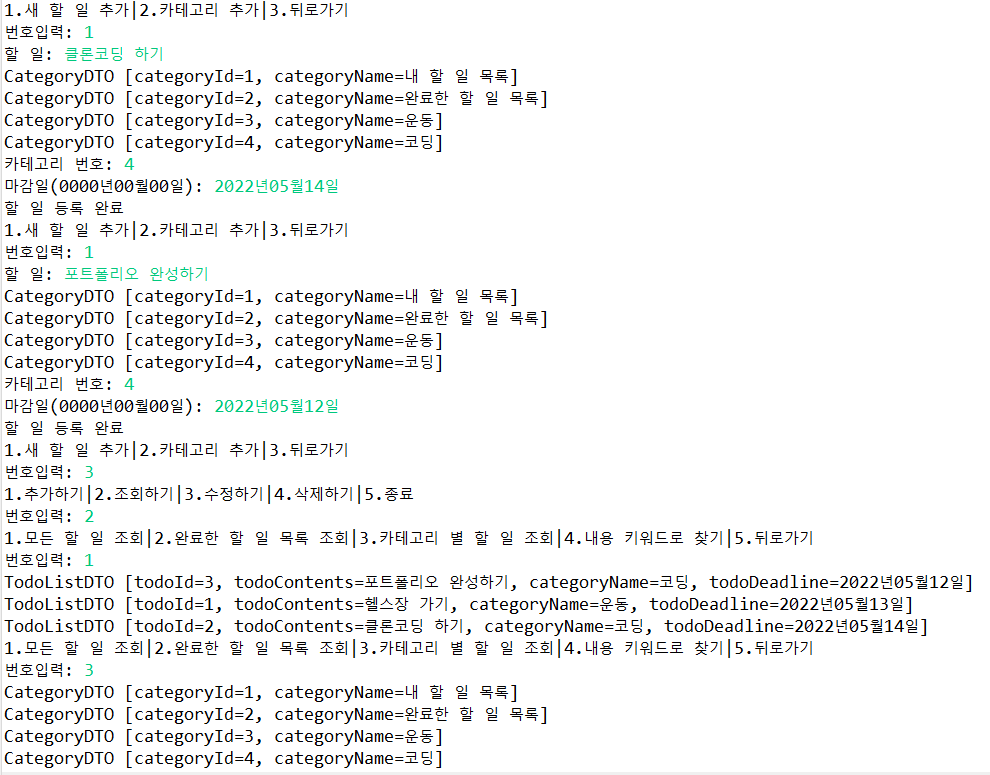 1.새 할 일 추가|2.카테고리 추가|3.뒤로가기
번호입력: 1
할 일: 클론코딩 하기
CategoryDTO [categoryId=1, categoryName=내 할 일 목록]
CategoryDTO [categoryId=2, categoryName=완료한 할 일 목록]
CategoryDTO [categoryId=3, categoryName=운동]
CategoryDTO [categoryId=4, categoryName=코딩]
카테고리 번호: 4
마감일(0000년00월00일): 2022년05월14일
할 일 등록 완료
1.새 할 일 추가|2.카테고리 추가|3.뒤로가기
번호입력: 1
할 일: 포트폴리오 완성하기
CategoryDTO [categoryId=1, categoryName=내 할 일 목록]
CategoryDTO [categoryId=2, categoryName=완료한 할 일 목록]
CategoryDTO [categoryId=3, categoryName=운동]
CategoryDTO [categoryId=4, categoryName=코딩]
카테고리 번호: 4
마감일(0000년00월00일): 2022년05월12일
할 일 등록 완료
1.새 할 일 추가|2.카테고리 추가|3.뒤로가기
번호입력: 3
1.추가하기|2.조회하기|3.수정하기|4.삭제하기|5.종료
번호입력: 2
1.모든 할 일 조회|2.완료한 할 일 목록 조회|3.카테고리 별 할 일 조회|4.내용 키워드로 찾기|5.뒤로가기
번호입력: 1
TodoListDTO [todoId=3, todoContents=포트폴리오 완성하기, categoryName=코딩, todoDeadline=2022년05월12일]
TodoListDTO [todoId=1, todoContents=헬스장 가기, categoryName=운동, todoDeadline=2022년05월13일]
TodoListDTO [todoId=2, todoContents=클론코딩 하기, categoryName=코딩, todoDeadline=2022년05월14일]
1.모든 할 일 조회|2.완료한 할 일 목록 조회|3.카테고리 별 할 일 조회|4.내용 키워드로 찾기|5.뒤로가기
번호입력: 3
CategoryDTO [categoryId=1, categoryName=내 할 일 목록]
CategoryDTO [categoryId=2, categoryName=완료한 할 일 목록]
CategoryDTO [categoryId=3, categoryName=운동]
CategoryDTO [categoryId=4, categoryName=코딩]